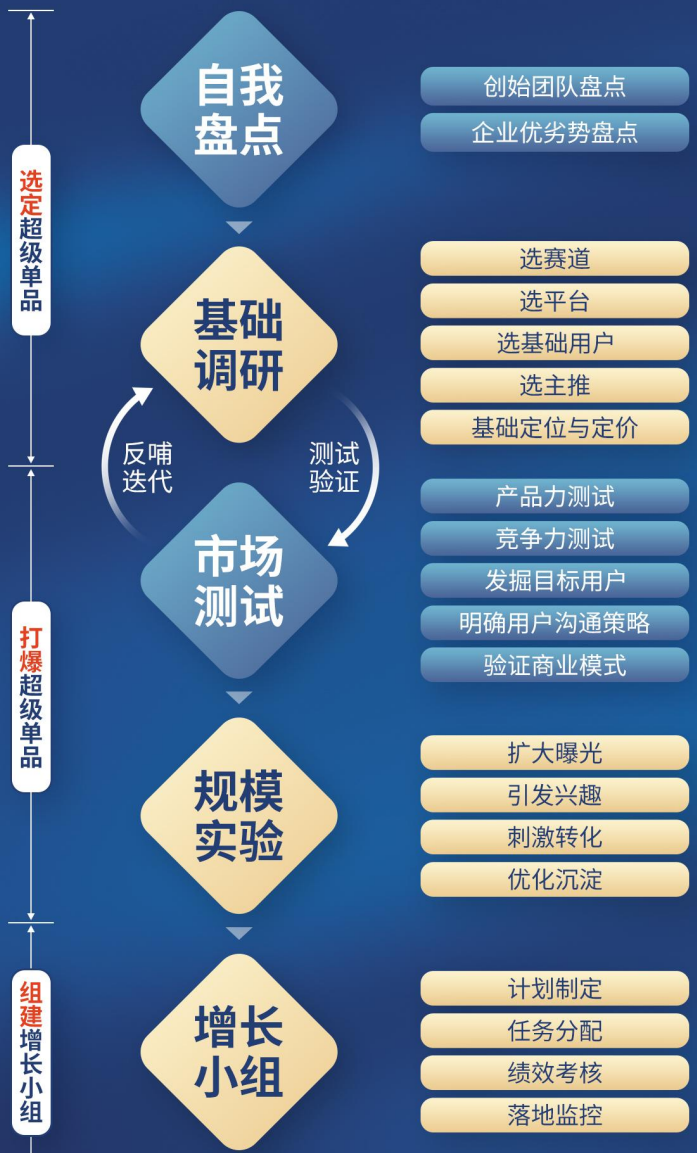 选定超级单品
自我
盘点
创始团队盘点
企业优劣势盘点
基础
调研
选赛道
选平台
选基础用户
选主推
基础定位与定价
反哺
迭代
测试
验证
打爆超级单品
市场
测试
产品力测试
竞争力测试
发掘目标用户
明确用户沟通策略
验证商业模式
规模
实验
扩大曝光
引发兴趣
刺激转化
优化沉淀
组建增长小组
增长
小组
计划制定
任务分配
绩效考核
落地监控